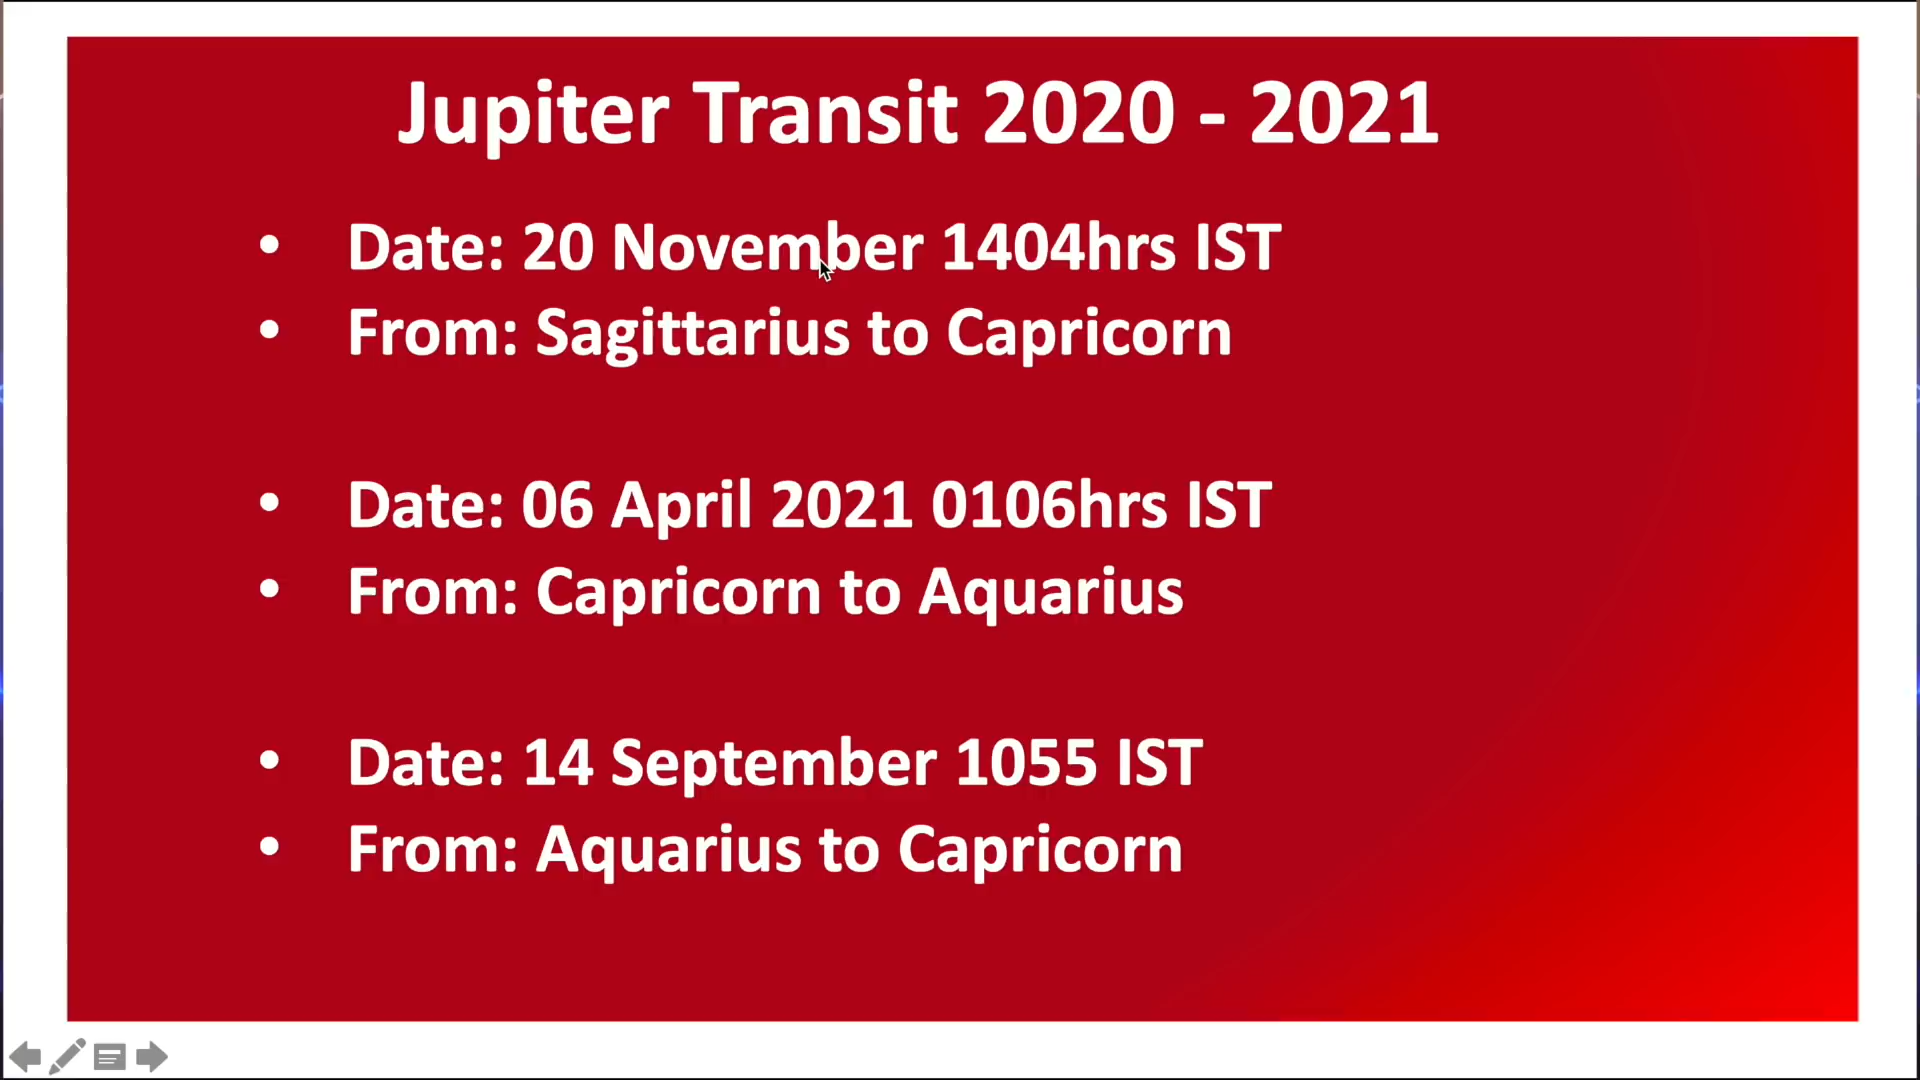 Jupiter Transit 2020 - 2021
• Date: 20 November 1404hrs IST
• From: Sagittarius to Capricorn
• Date: 06 April 2021 0106hrs IST
• From: Capricorn to Aquarius
• Date: 14 September 1055 IST
• From: Aquarius to Capricorn